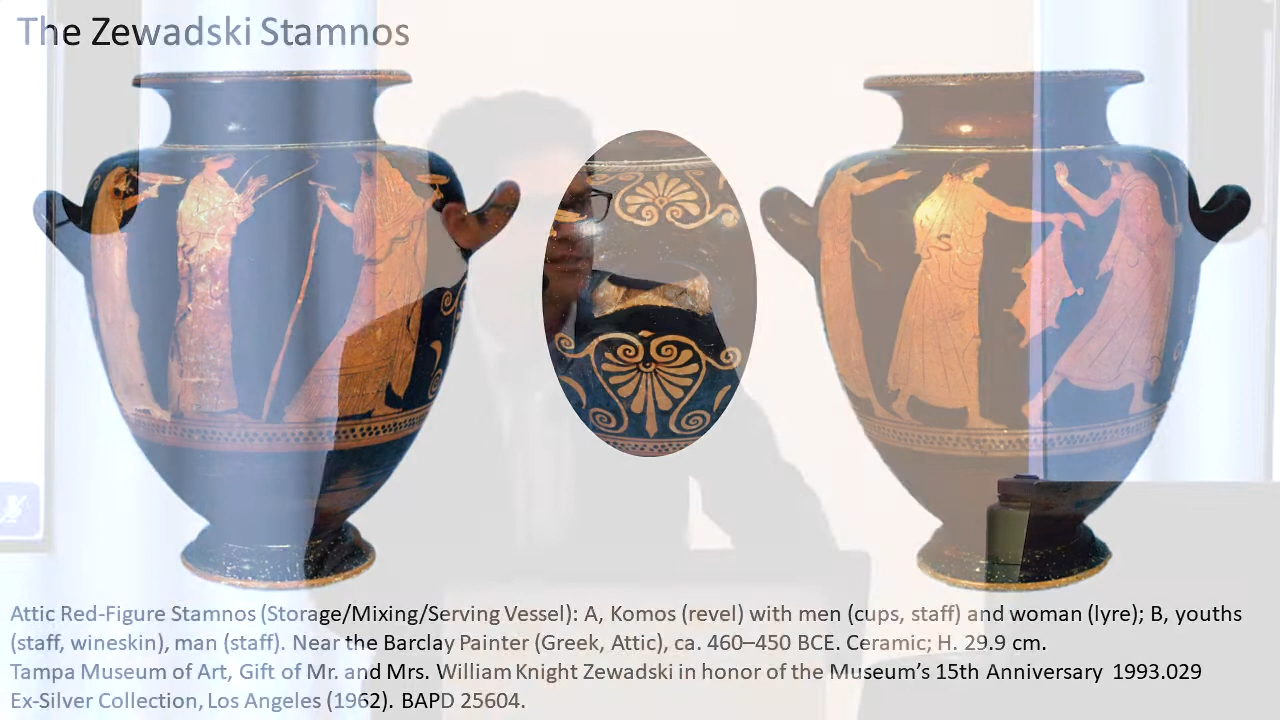 The Zewadski Stamnos
Attic Red-Figure Stamnos (Storage/Mixing/Serving Vessel): A, Komos (revel) with men (cups, staff) and woman (lyre); B, youths
(staff, wineskin), man (staff). Near the Barclay Painter (Greek, Attic), ca. 460–450 BCE. Ceramic; H. 29.9 cm.
Tampa Museum of Art, Gift of Mr. and Mrs. William Knight Zewadski in honor of the Museum's 15th Anniversary 1993.029
Ex-Silver Collection, Los Angeles (1962). BAPD 25604.